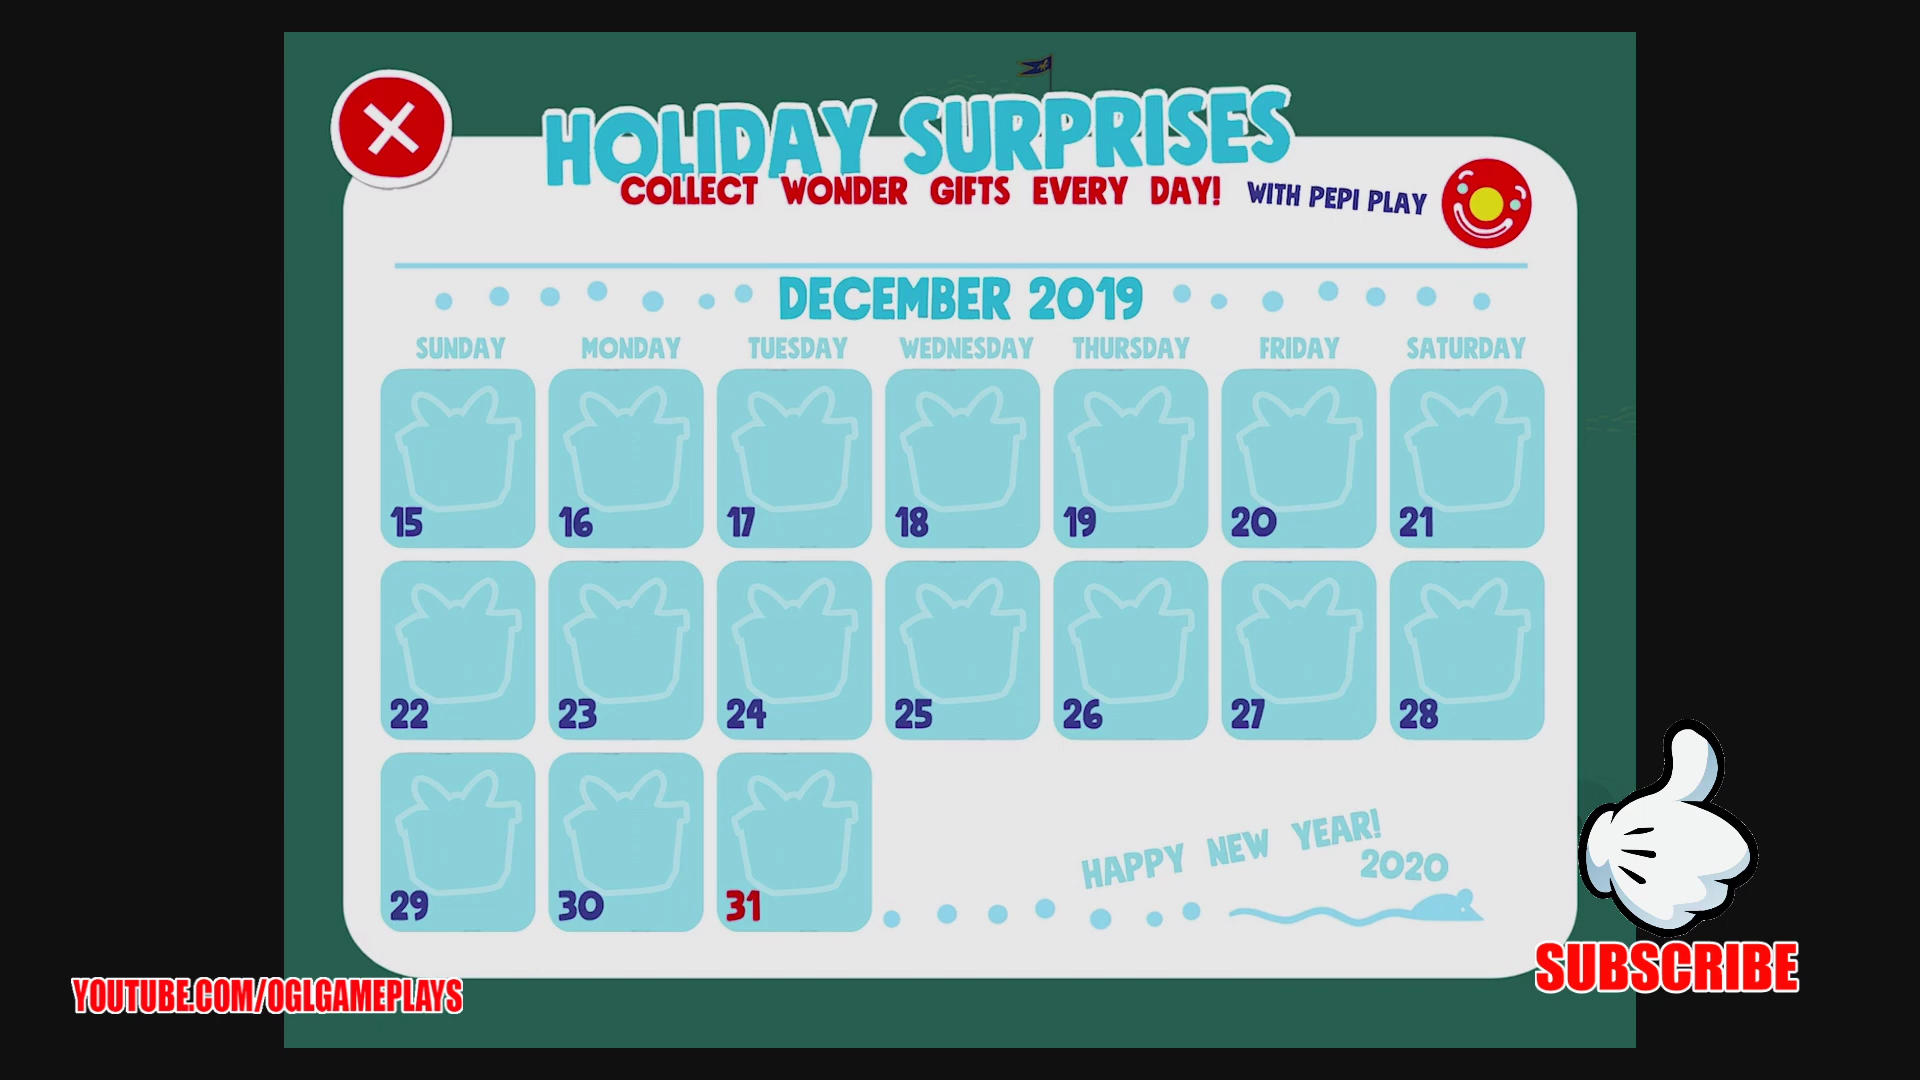 HOLIDAY SURPRISES
COLLECT WONDER GIFTS EVERY DAY! WITH PEPI PLAY
DECEMBER 2019
SUNDAY MONDAY TUESDAY WEDNESDAY THURSDAY FRIDAY SATURDAY
15 16 17 18 19 20 21
22 23 24 25 26 27 28
29 30 31
HAPPY NEW YEAR!
2020
SUBSCRIBE
YOUTUBE.COM/OGLGAMEPLAYS